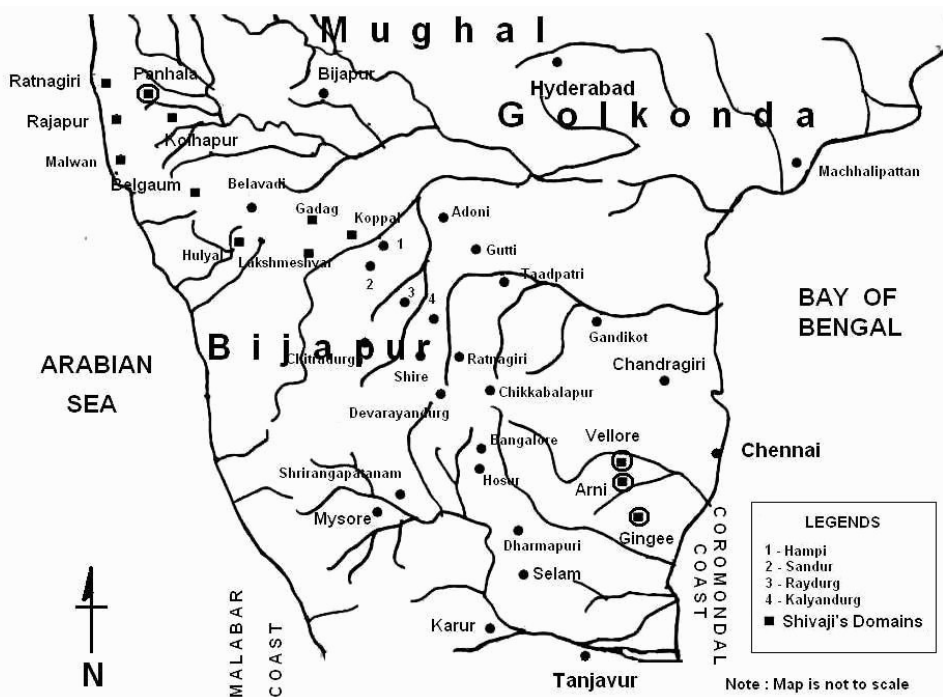 Mughal
Panhala
Ratnagiri
Bijapur
Hyderabad
Golkonda
Rajapur
Kolhapur
Malwan
Machhalipattan
Belgaum
Belavadi
Gadag
Koppal
Adoni
1
Gutti
Hulyal
Lakshmeshvar
2
Taadpatri
3
4
BAY OF
BENGAL
Gandikot
Bijapur
Chitradurg
Shire
Ratnagiri
Chandragiri
ARABIAN
SEA
Chikkabalapur
Devarayandurg
Bangalore
Vellore
Chennai
Shrirangapatanam
Hosur
Arni
Mysore
Gingee
Dharmapuri
Selam
COROMONDAL
COAST
LEGENDS
1 - Hampi
2 - Sandur
3 - Raydurg
4 - Kalyandurg
Shivaji's Domains
MALABAR
COAST
Karur
N
Tanjavur
Note : Map is not to scale